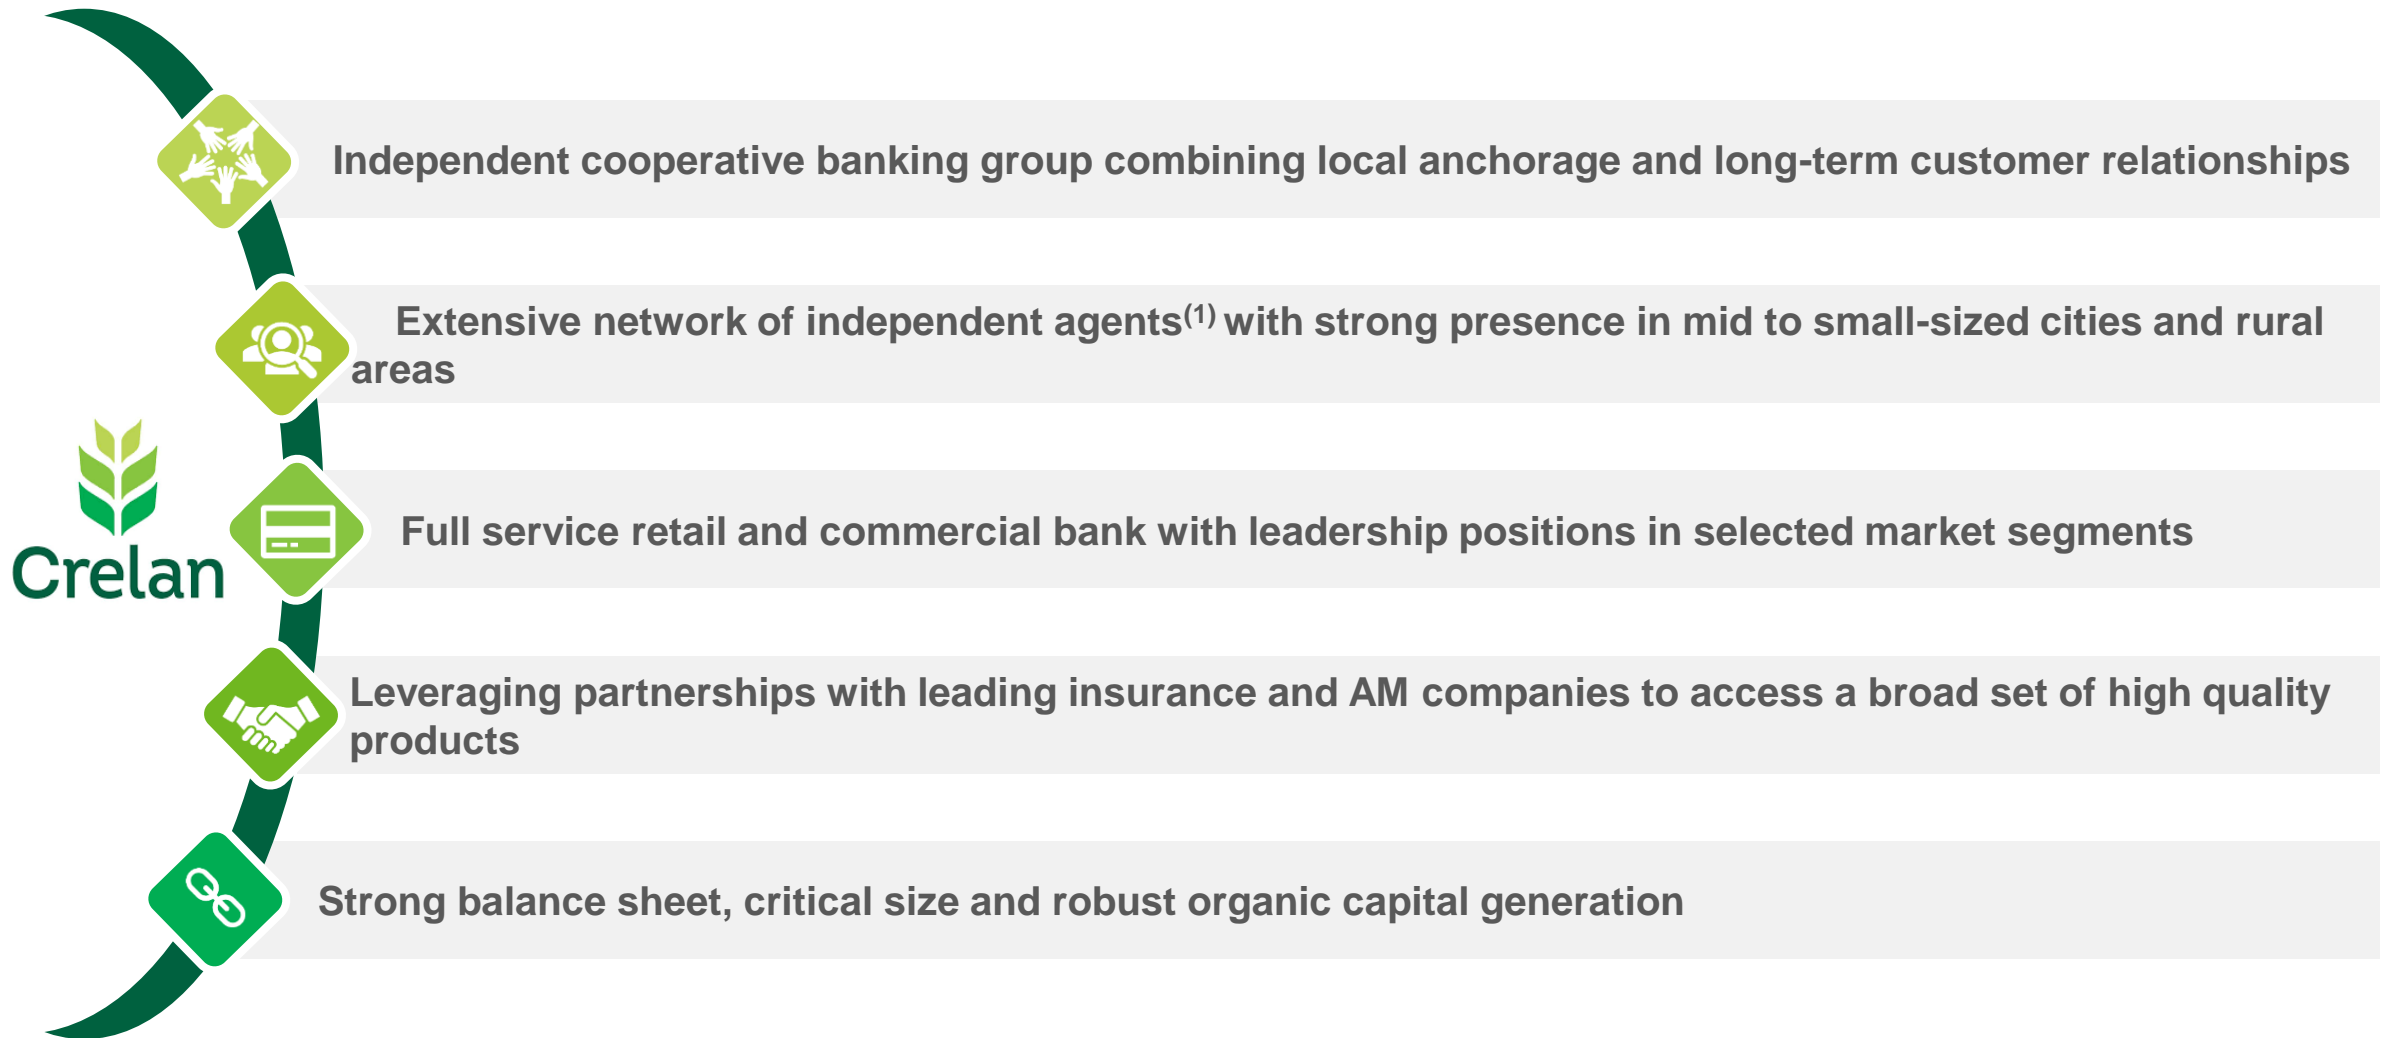 Independent cooperative banking group combining local anchorage and long-term customer relationships
Extensive network of independent agents(1) with strong presence in mid to small-sized cities and rural
areas
Crelan
Full service retail and commercial bank with leadership positions in selected market segments
Leveraging partnerships with leading insurance and AM companies to access a broad set of high quality
products
Strong balance sheet, critical size and robust organic capital generation